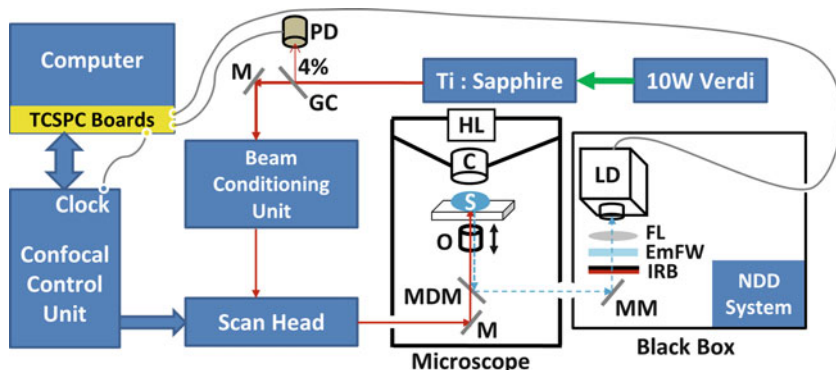 Computer
TCSPC Boards
PD
4%
M
GC
Ti : Sapphire
10W Verdi
HL
C
S
O
MDM
M
Microscope
Beam
Conditioning
Unit
Clock
Confocal
Control
Unit
Scan Head
LD
FL
EmFW
IRB
MM
NDD
System
Black Box